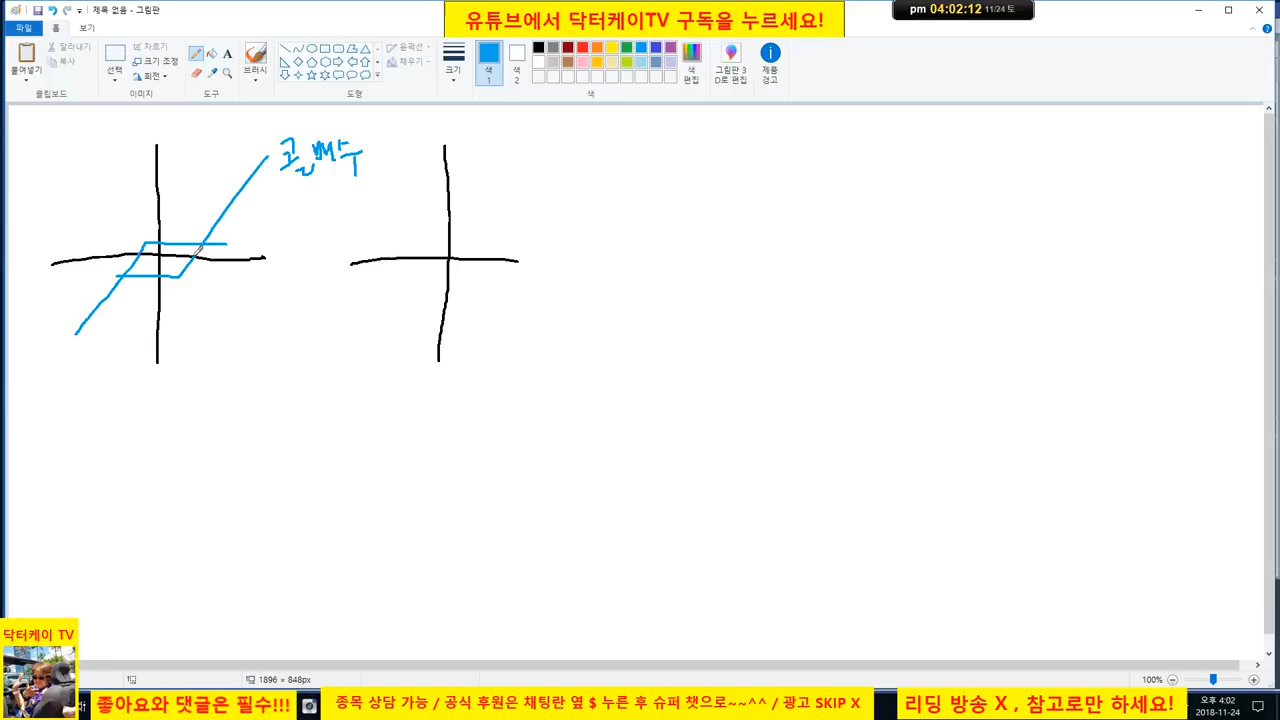 제목 없음 - 그림판
유튜브에서 닥터케이TV 구독을 누르세요!
pm 04:02:12 11/24 토
파일 홈 보기
붙여넣기
잘라내기
복사
클립보드
선택
자르기
크기 조정
회전
이미지
A
도구
브러시
윤곽선
채우기
도형
크기
색
1
색
2
색
편집
색
그림판 3
D로 편집
제품
경고
콜매수
닥터케이 TV
1896 × 848px
100%
좋아요와 댓글은 필수!!!
종목 상담 가능 / 공식 후원은 채팅란 옆 $ 누른 후 슈퍼 챗으로~~^^ / 광고 SKIP X
리딩 방송 X , 참고로만 하세요!
오후 4:02
2018-11-24